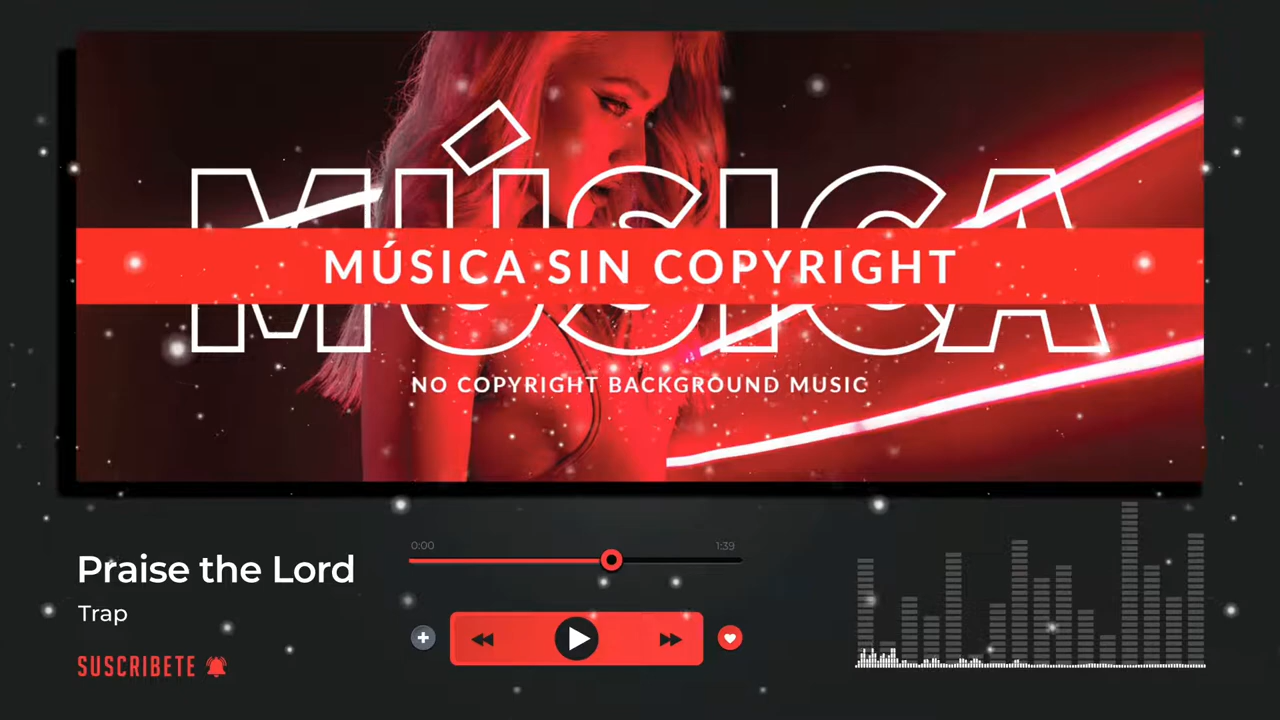 MÚSICA
MÚSICA SIN COPYRIGHT
NO COPYRIGHT BACKGROUND MUSIC
Praise the Lord
Trap
SUSCRIBETE
0:00
1:39